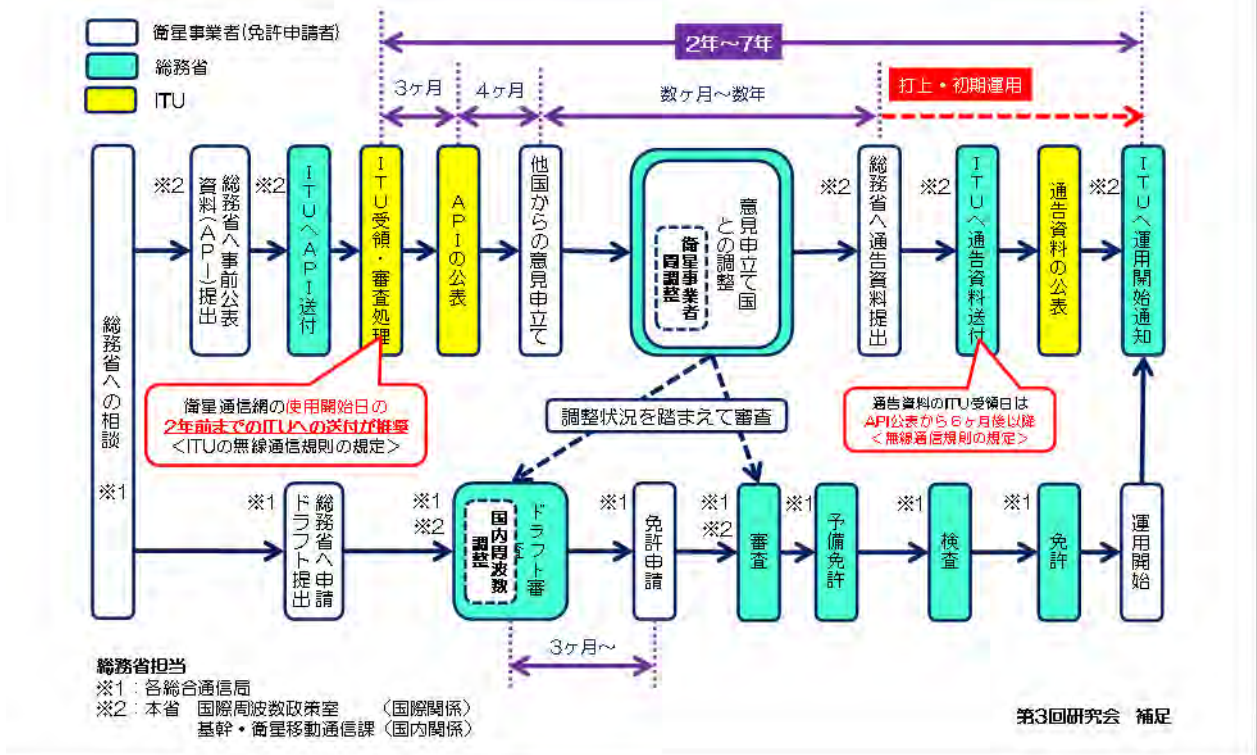 衛星事業者(免許申請者)
総務省
ITU
2年～7年
3ヶ月
4ヶ月
数ヶ月～数年
打上・初期運用
総務省への相談
※1
※2
総務省へ事前公表
資料(API)提出
※2
ITUへAPI送付
ITU受領・審査処理
APIの公表
他国からの意見申立て
意見申立て国
との調整
衛星事業者
間調整
※2
総務省へ通告資料提出
※2
ITUへ通告資料送付
通告資料の公表
※2
ITUへ運用開始通知
衛星通信網の使用開始日の
2年前までのITUへの送付が推奨
<ITUの無線通信規則の規定>
調整状況を踏まえて審査
通告資料のITU受領日は
API公表から6ヶ月後以降
<無線通信規則の規定>
※1
総務省へ申請
ドラフト提出
※1
※2
ドラフト審
査
国内周波数
調整
※1
免許申請
※1
※2
審査
※1
予備免許
※1
検査
※1
免許
運用開始
3ヶ月～
総務省担当
※1：各総合通信局
※2：本省 国際周波数政策室 （国際関係）
基幹・衛星移動通信課（国内関係）
第3回研究会 補足